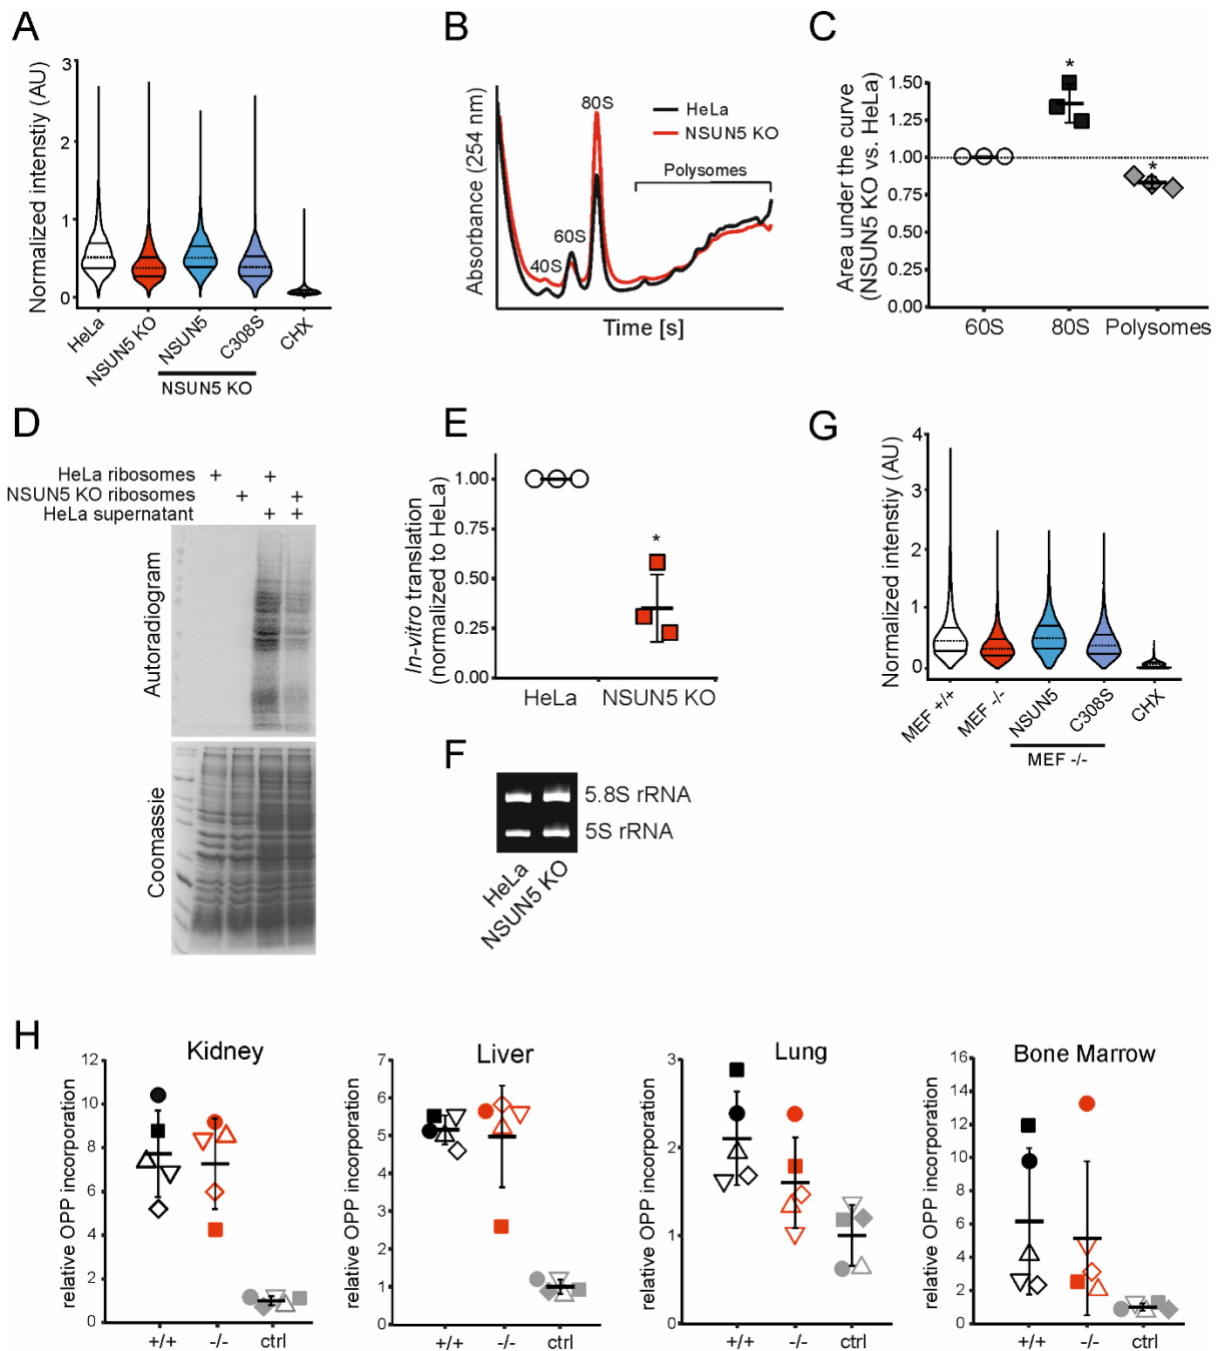 A
Normalized intenstiy (AU)
3
2
1
0
HeLa
NSUN5 KO
NSUN5
C308S
CHX
NSUN5 KO
B
Absorbance (254 nm)
80S
HeLa
NSUN5 KO
Polysomes
60S
40S
Time [s]
C
Area under the curve
(NSUN5 KO vs. HeLa)
1.50
1.25
1.00
0.75
0.50
0.25
0.00
*
*
60S
80S
Polysomes
D
HeLa ribosomes + +
NSUN5 KO ribosomes + +
HeLa supernatant + +
Autoradiogram
Coomassie
E
In-vitro translation
(normalized to HeLa)
1.00
0.75
0.50
0.25
0.00
*
HeLa
NSUN5 KO
F
5.8S rRNA
5S rRNA
HeLa
NSUN5 KO
G
Normalized intenstiy (AU)
4
3
2
1
0
MEF +/+
MEF -/-
NSUN5
C308S
CHX
MEF -/-
H
Kidney
relative OPP incorporation
12
10
8
6
4
2
0
+/+
-/-
ctrl
Liver
relative OPP incorporation
7
6
5
4
3
2
1
0
+/+
-/-
ctrl
Lung
relative OPP incorporation
3
2
1
0
+/+
-/-
ctrl
Bone Marrow
relative OPP incorporation
16
14
12
10
8
6
4
2
0
+/+
-/-
ctrl